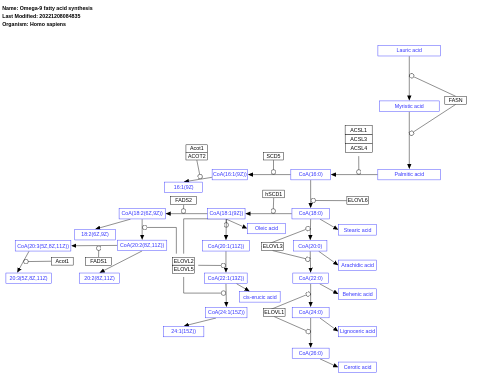 Name: Omega-9 fatty acid synthesis
Last Modified: 20221208084835
Organism: Homo sapiens
Lauric acid
FASN
Myristic acid
ACSL1
ACSL3
ACSL4
Acot1
ACOT2
SCD5
CoA(16:1(9Z))
CoA(16:0)
Palmitic acid
16:1(9Z)
FADS2
hSCD1
ELOVL6
CoA(18:2(6Z,9Z))
CoA(18:1(9Z))
CoA(18:0)
Oleic acid
Stearic acid
18:2(6Z,9Z)
CoA(20:3(5Z,8Z,11Z))
CoA(20:2(8Z,11Z))
CoA(20:1(11Z))
ELOVL3
CoA(20:0)
Acot1
FADS1
ELOVL2
ELOVL5
Arachidic acid
20:3(5Z,8Z,11Z)
20:2(8Z,11Z)
CoA(22:1(13Z))
CoA(22:0)
cis-erucic acid
Behenic acid
CoA(24:1(15Z))
ELOVL1
CoA(24:0)
24:1(15Z)
Lignoceric acid
CoA(26:0)
Cerotic acid